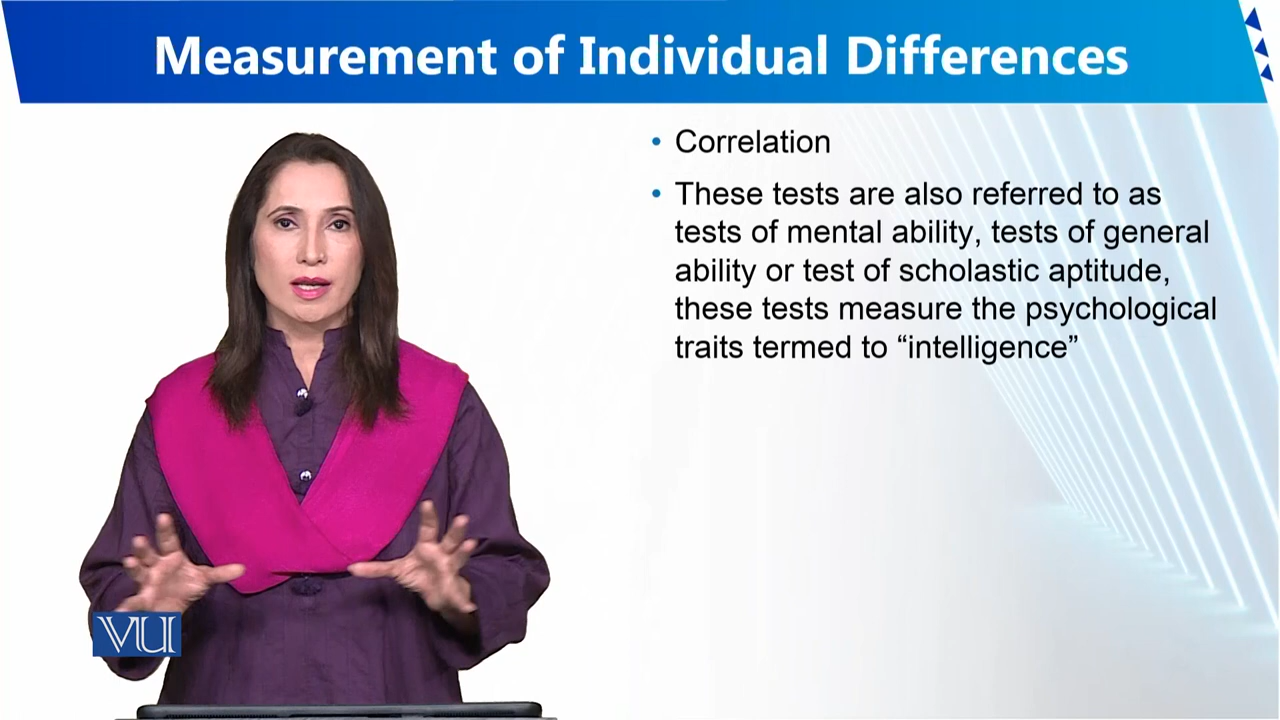 Measurement of Individual Differences
• Correlation
• These tests are also referred to as
tests of mental ability, tests of general
ability or test of scholastic aptitude,
these tests measure the psychological
traits termed to “intelligence”
VU